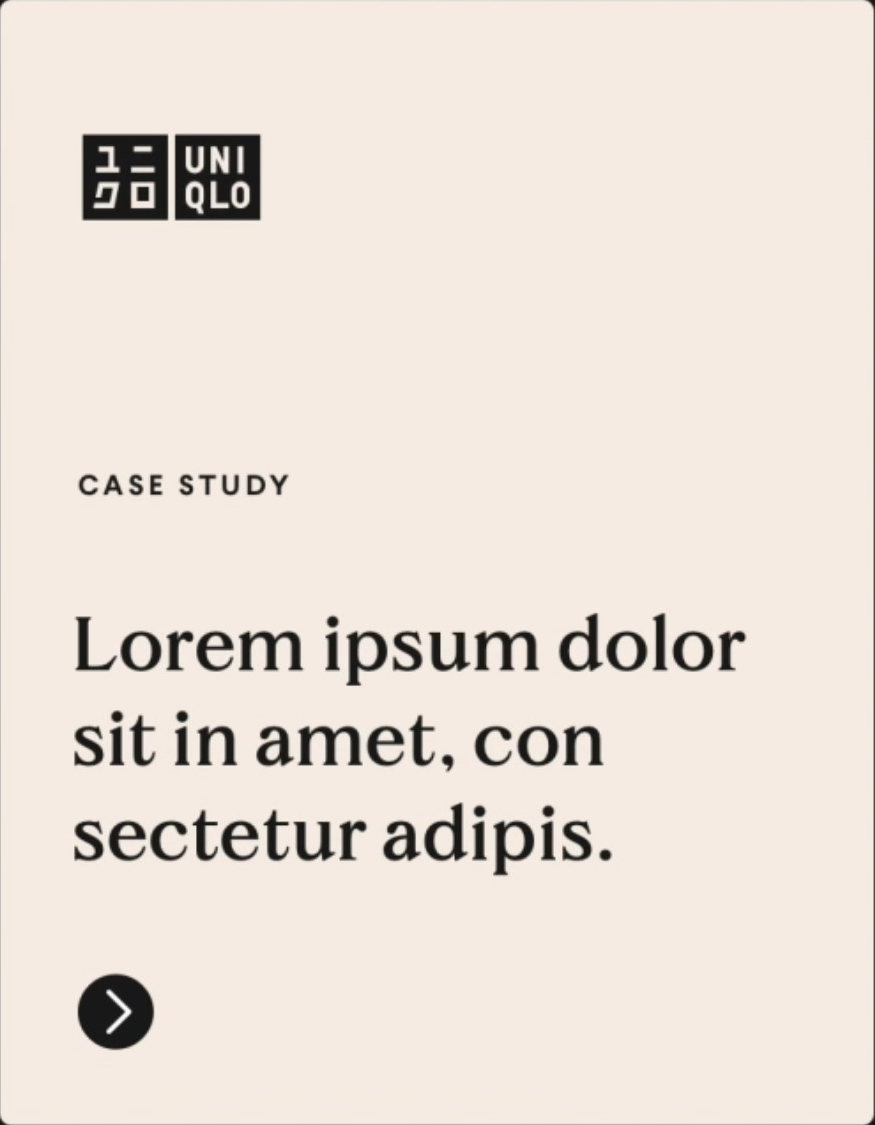 ユニ
クロ
UNI
QLO
CASE STUDY
Lorem ipsum dolor
sit in amet, con
sectetur adipis.